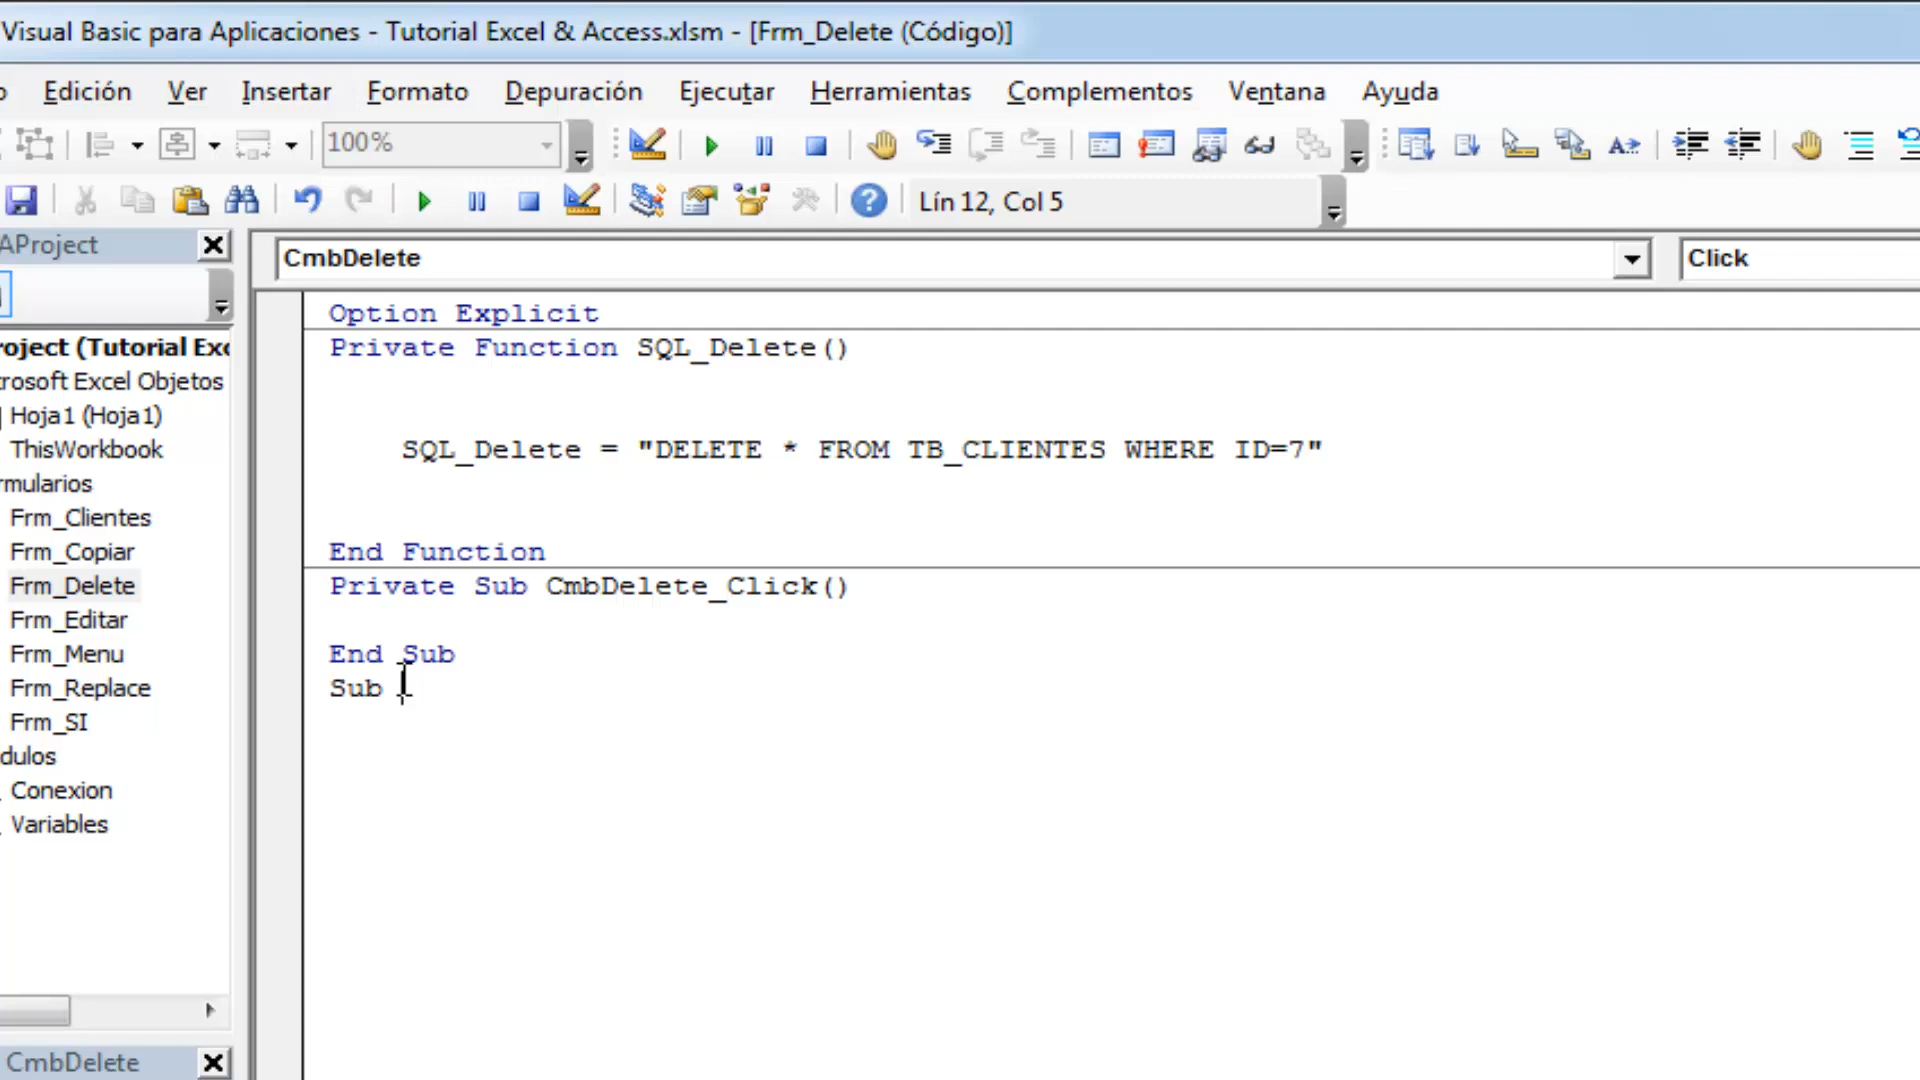 Visual Basic para Aplicaciones - Tutorial Excel & Access.xlsm - [Frm_Delete (Código)]
o Edición Ver Insertar Formato Depuración Ejecutar Herramientas Complementos Ventana Ayuda
100%
Lín 12, Col 5
AProject
CmbDelete
Click
roject (Tutorial Exc
rosoft Excel Objetos
Hoja1 (Hoja1)
ThisWorkbook
rmularios
Frm_Clientes
Frm_Copiar
Frm_Delete
Frm_Editar
Frm_Menu
Frm_Replace
Frm_SI
dulos
Conexion
Variables
CmbDelete
Option Explicit
Private Function SQL_Delete()
SQL_Delete = "DELETE * FROM TB_CLIENTES WHERE ID=7"
End Function
Private Sub CmbDelete_Click()
End Sub
Sub